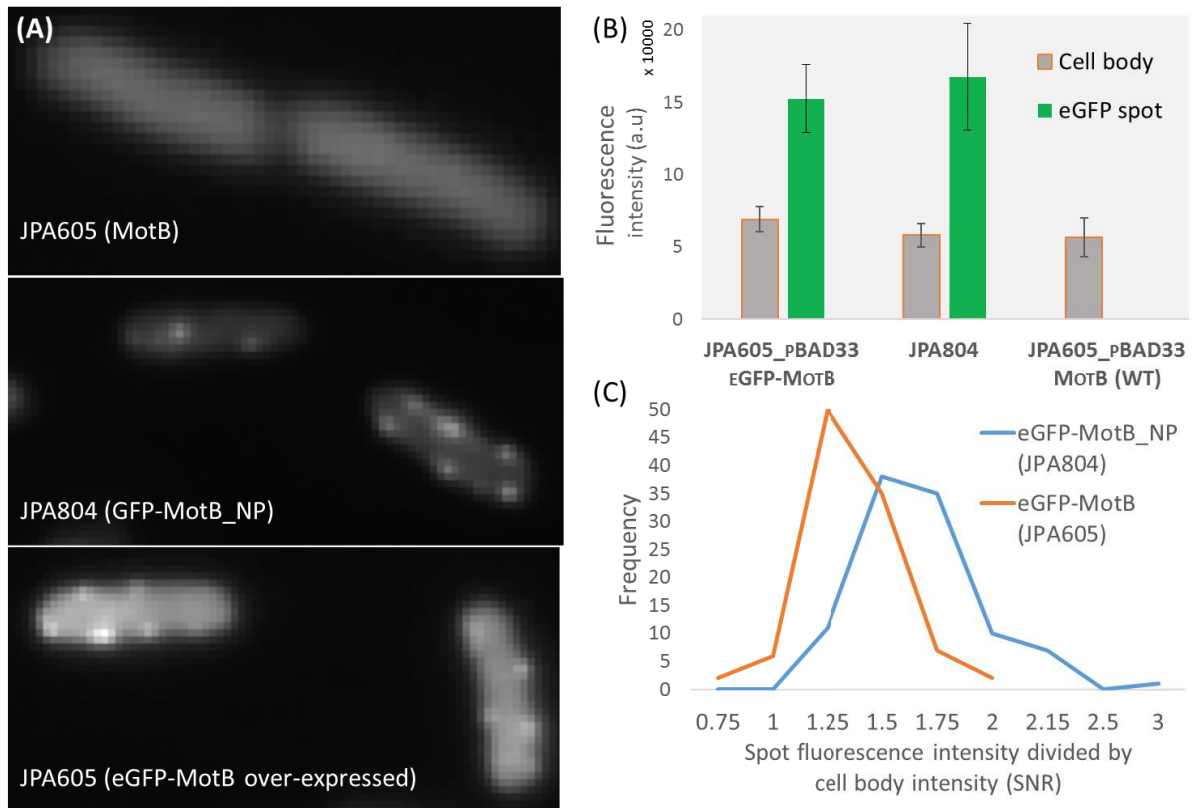 (A)
JPA605 (MotB)
JPA804 (GFP-MotB_NP)
JPA605 (eGFP-MotB over-expressed)
(B)
Fluorescence
intensity (a.u)
x 10000
20
15
10
5
0
Cell body
eGFP spot
JPA605_PBAD33
EGFP-MOTB
JPA804
JPA605_PBAD33
MOTB (WT)
(C)
Frequency
50
45
40
35
30
25
20
15
10
5
0
eGFP-MotB_NP
(JPA804)
eGFP-MotB
(JPA605)
0.75 1 1.25 1.5 1.75 2 2.15 2.5 3
Spot fluorescence intensity divided by
cell body intensity (SNR)